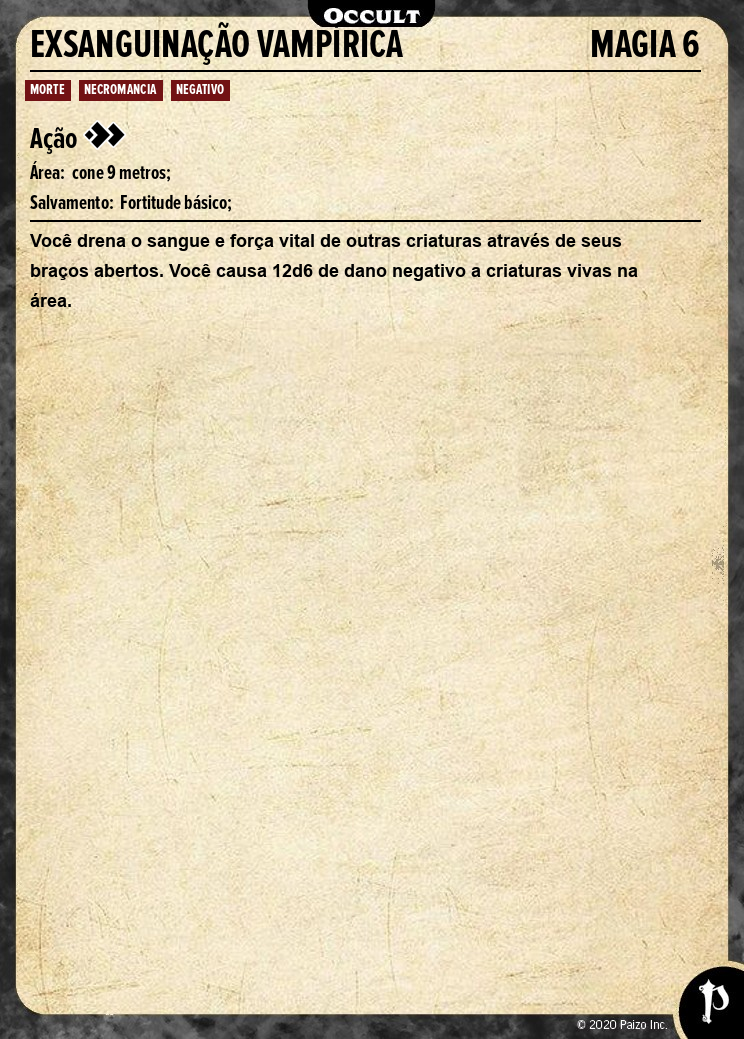 OCCULT
EXSANGUINAÇÃO VAMPÍRICA MAGIA 6
MORTE NECROMANCIA NEGATIVO
Ação
Área: cone 9 metros;
Salvamento: Fortitude básico;
Você drena o sangue e força vital de outras criaturas através de seus
braços abertos. Você causa 12d6 de dano negativo a criaturas vivas na
área.
© 2020 Paizo Inc.
P